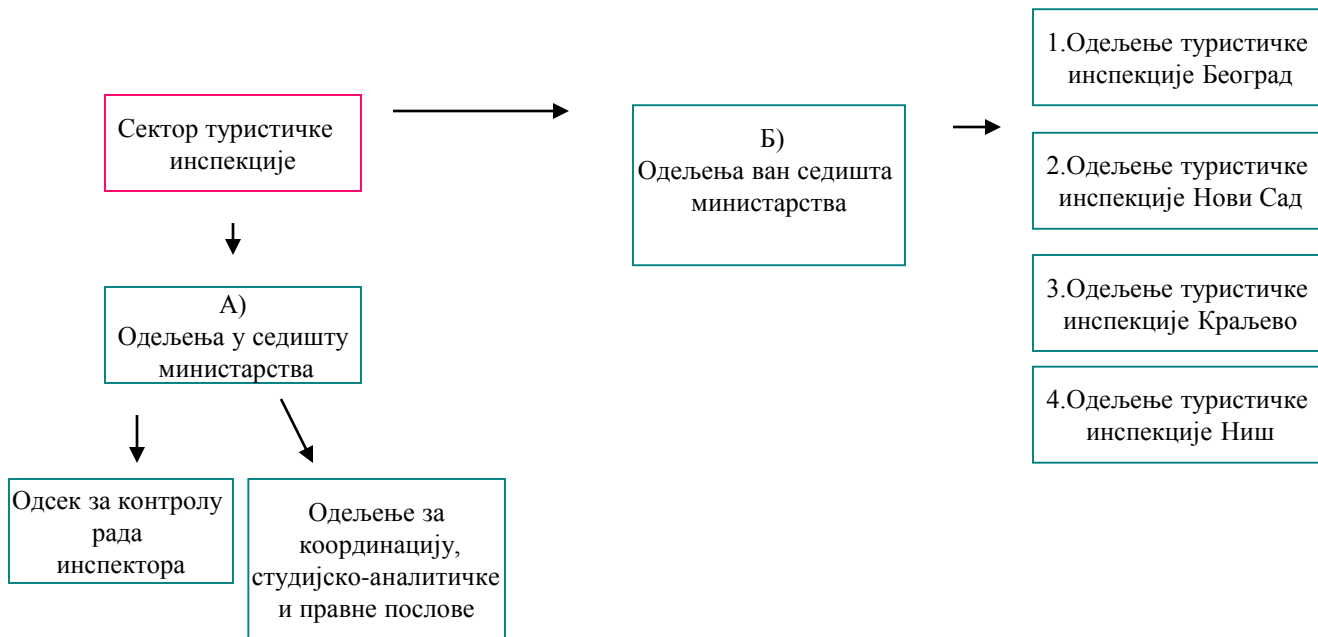 Сектор туристичке
инспекције
А)
Одељења у седишту
министарства
Одсек за контролу
рада
инспектора
Одељење за
координацију,
студијско-аналитичке
и правне послове
Б)
Одељења ван седишта
министарства
1.Одељење туристичке
инспекције Београд
2.Одељење туристичке
инспекције Нови Сад
3.Одељење туристичке
инспекције Краљево
4.Одељење туристичке
инспекције Ниш